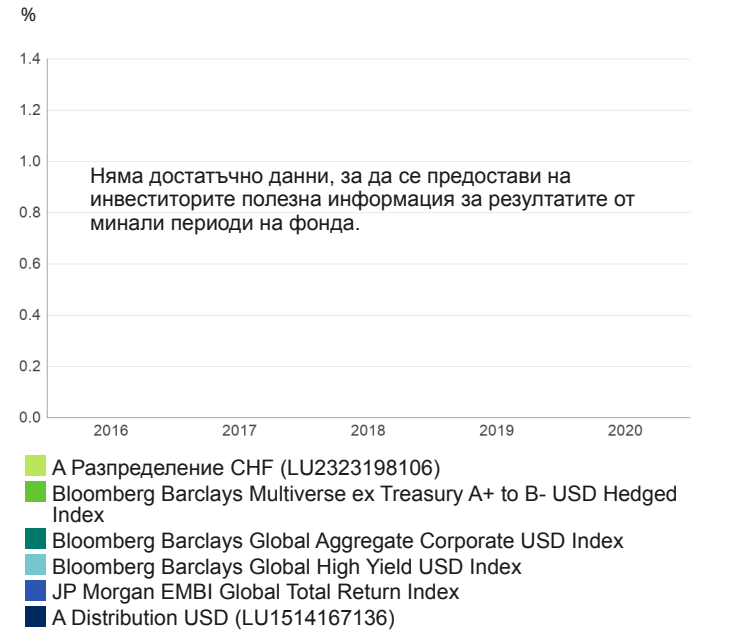 %
1.4
1.2
1.0
Няма достатъчно данни, за да се предостави на
инвеститорите полезна информация за резултатите от
минали периоди на фонда.
0.8
0.6
0.4
0.2
0.0
2016 2017 2018 2019 2020
А Разпределение CHF (LU2323198106)
Bloomberg Barclays Multiverse ex Treasury A+ to B- USD Hedged
Index
Bloomberg Barclays Global Aggregate Corporate USD Index
Bloomberg Barclays Global High Yield USD Index
JP Morgan EMBI Global Total Return Index
A Distribution USD (LU1514167136)